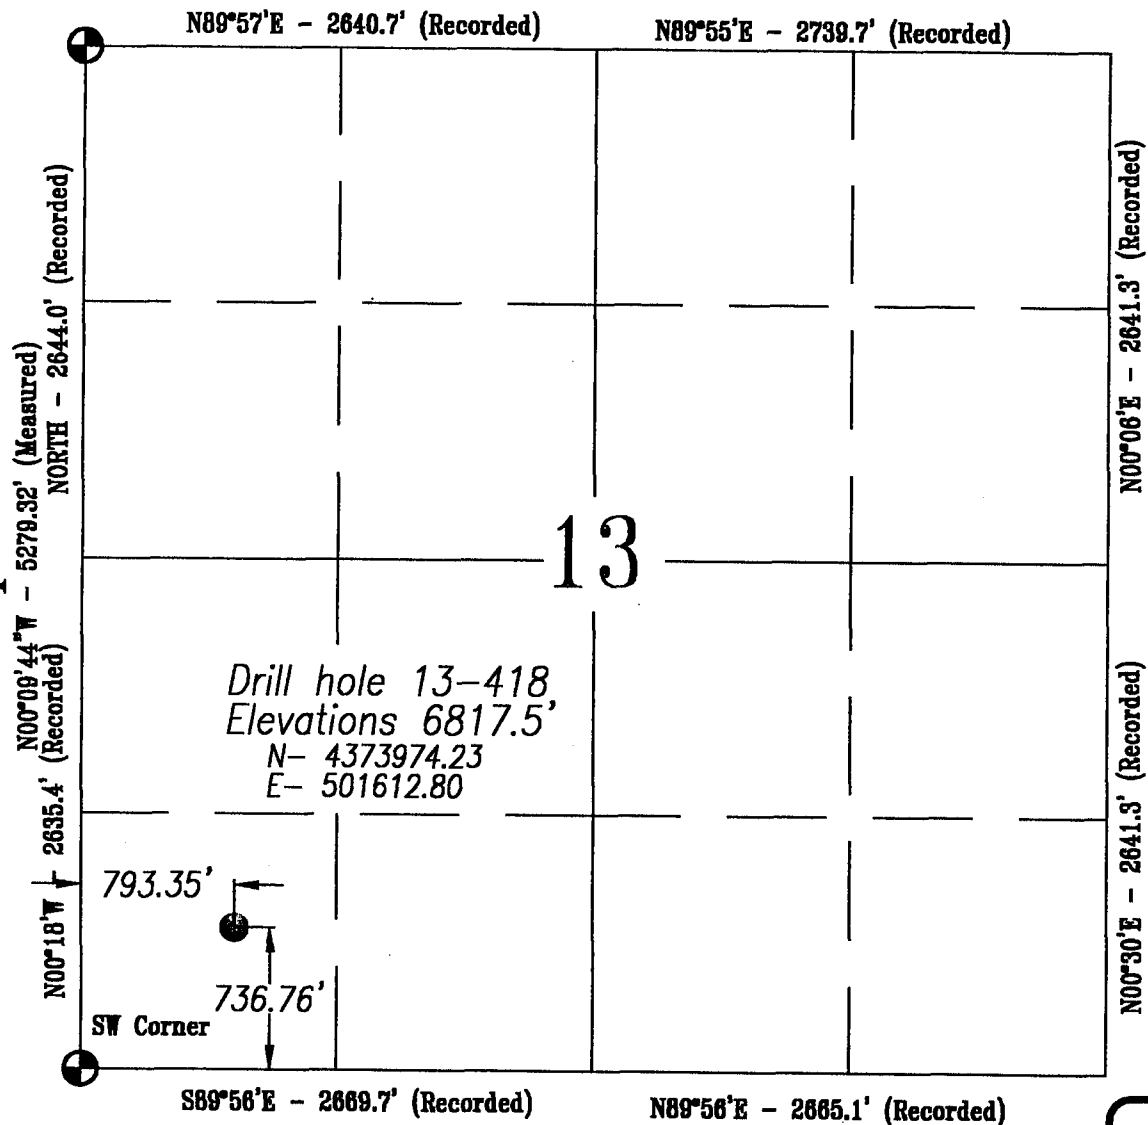 N89°57'E - 2640.7' (Recorded)
N89°55'E - 2739.7' (Recorded)
NORTH - 2644.0' (Recorded)
N00°09'44"W - 5279.32' (Measured)
N00°18'W - 2635.4' (Recorded)
N00°06'E - 2641.3' (Recorded)
N00°30'E - 2641.3' (Recorded)
13
Drill hole 13-418
Elevations 6817.5'
N- 4373974.23
E- 501612.80
793.35'
736.76'
SW Corner
S89°56'E - 2669.7' (Recorded)
N89°56'E - 2665.1' (Recorded)